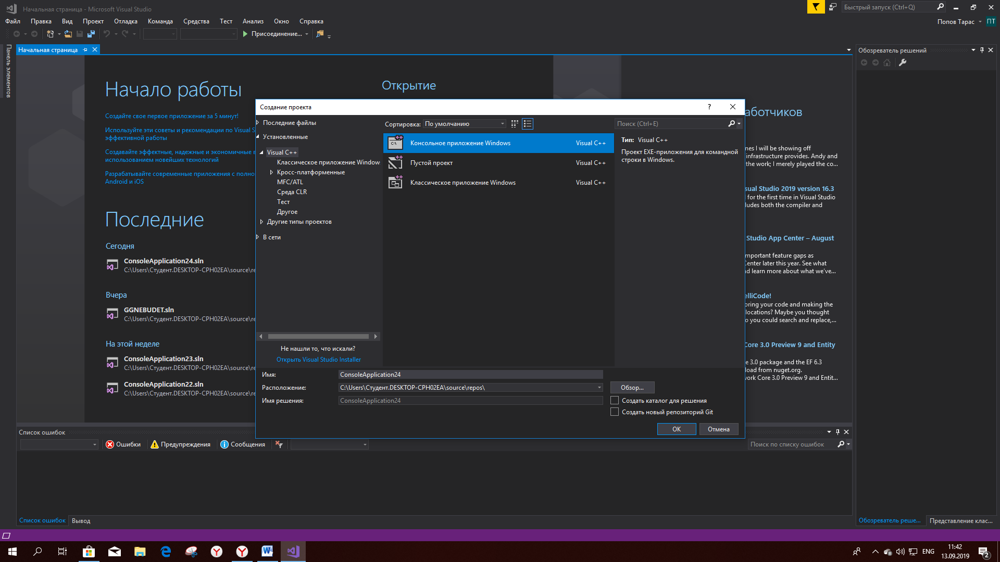 Начальная страница - Microsoft Visual Studio
Быстрый запуск (Ctrl+Q)
Файл Правка Вид Проект Отладка Команда Средства Тест Анализ Окно Справка
Попов Тарас ПТ
Присоединение...
Панель элементов
Начальная страница
Обозреватель решений
Начало работы
Создайте свое первое приложение за 5 минут!
Используйте эти советы и рекомендации по Visual S
эффективной работы
Создавайте эффектные, надежные и экономичные в
использованием новейших технологий
Разрабатывайте современные приложения с полно
Android и iOS
Последние
Сегодня
ConsoleApplication24.sln
C:\Users\Студент.DESKTOP-CPH02EA\source\re
Вчера
GGNEBUDET.sln
C:\Users\Студент.DESKTOP-CPH02EA\source\re
На этой неделе
ConsoleApplication23.sln
C:\Users\Студент.DESKTOP-CPH02EA\source\re
ConsoleApplication22.sln
C:\Users\Студент.DESKTOP-CPH02EA\source\re
Открытие
Создание проекта
?
Последние файлы
Установленные
Visual C++
Классическое приложение Window
Кросс-платформенные
MFC/ATL
Среда CLR
Тест
Другое
Другие типы проектов
В сети
Не нашли то, что искали?
Открыть Visual Studio Installer
Сортировка: По умолчанию
Консольное приложение Windows Visual C++
Пустой проект Visual C++
Классическое приложение Windows Visual C++
Поиск (Ctrl+E)
Тип: Visual C++
Проект EXE-приложения для командной
строки в Windows.
Имя: ConsoleApplication24
Расположение: C:\Users\Студент.DESKTOP-CPH02EA\source\repos\
Обзор...
Имя решения: ConsoleApplication24
Создать каталог для решения
Создать новый репозиторий Git
ОК Отмена
аботчиков
mes I will be showing off
infrastructure provides. Andy and
the work; I merely played the co...
sual Studio 2019 version 16.3
for the first time in Visual Studio
ludes both the compiler and
Studio App Center – August
mportant feature gaps as
Center later this year. See what
d learn more about what we've...
elliCode!
oring your code and making the
locations? Maybe you thought
o you could search and replace,...
Core 3.0 Preview 9 and Entity
e 3.0 package and the EF 6.3
load from nuget.org.
work Core 3.0 Preview 9 and Entit...
Список ошибок
Ошибки Предупреждения Сообщения
Поиск по списку ошибок
Список ошибок Вывод
Обозреватель реше... Представление клас...
ENG
11:42
13.09.2019
2